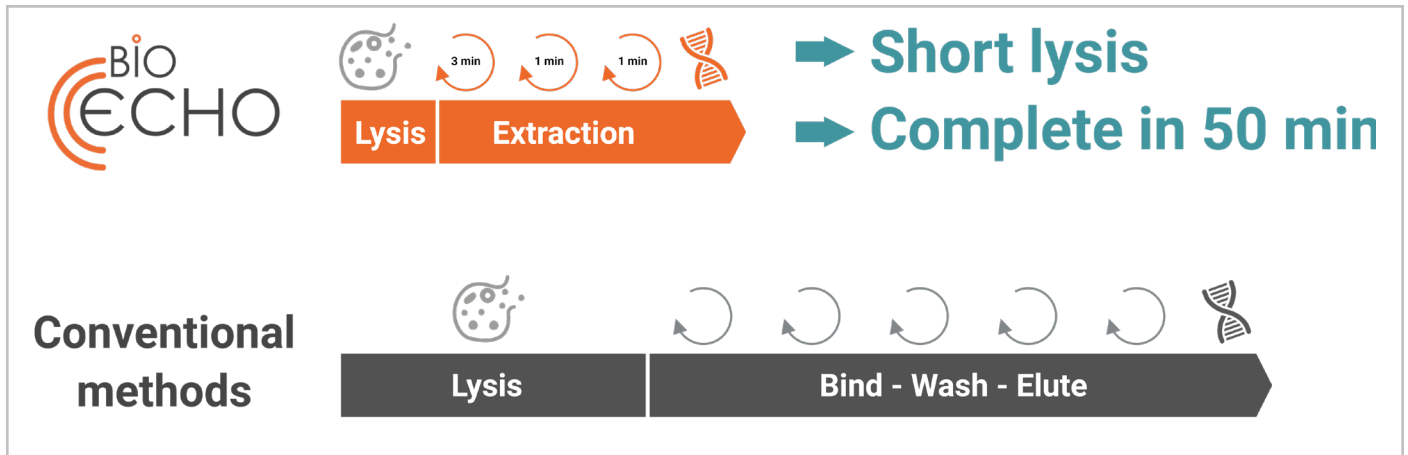 BIO
ECHO
3 min
1 min
1 min
Lysis
Extraction
Short lysis
Complete in 50 min
Conventional
methods
Lysis
Bind - Wash - Elute